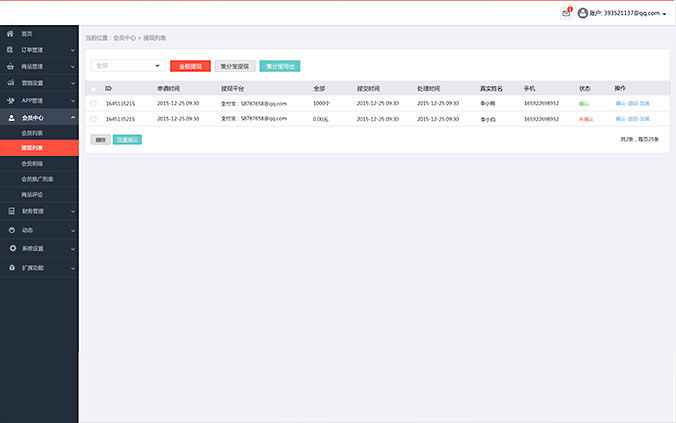 1 账户: 393521137@qq.com
首页
订单管理
商品管理
营销设置
APP管理
会员中心
会员列表
提现列表
会员明细
会员推广列表
商品评论
财务管理
动态
系统设置
扩展功能
当前位置：会员中心 > 提现列表
全部 金额提现 集分宝提现 集分宝导出
ID 申请时间 提现平台 全部 提交时间 处理时间 真实姓名 手机 状态 操作
1645135215 2015-12-25 09:30 支付宝：58787658@qq.com 1000个 2015-12-25 09:30 2015-12-25 09:30 李小明 165922698952 确认 确认-退回
1645135215 2015-12-25 09:30 支付宝：58787658@qq.com 0.00元 2015-12-25 09:30 2015-12-25 09:30 李小 165922698952 未确认 确认-退回
删除 批量确认 共2条，每页25条